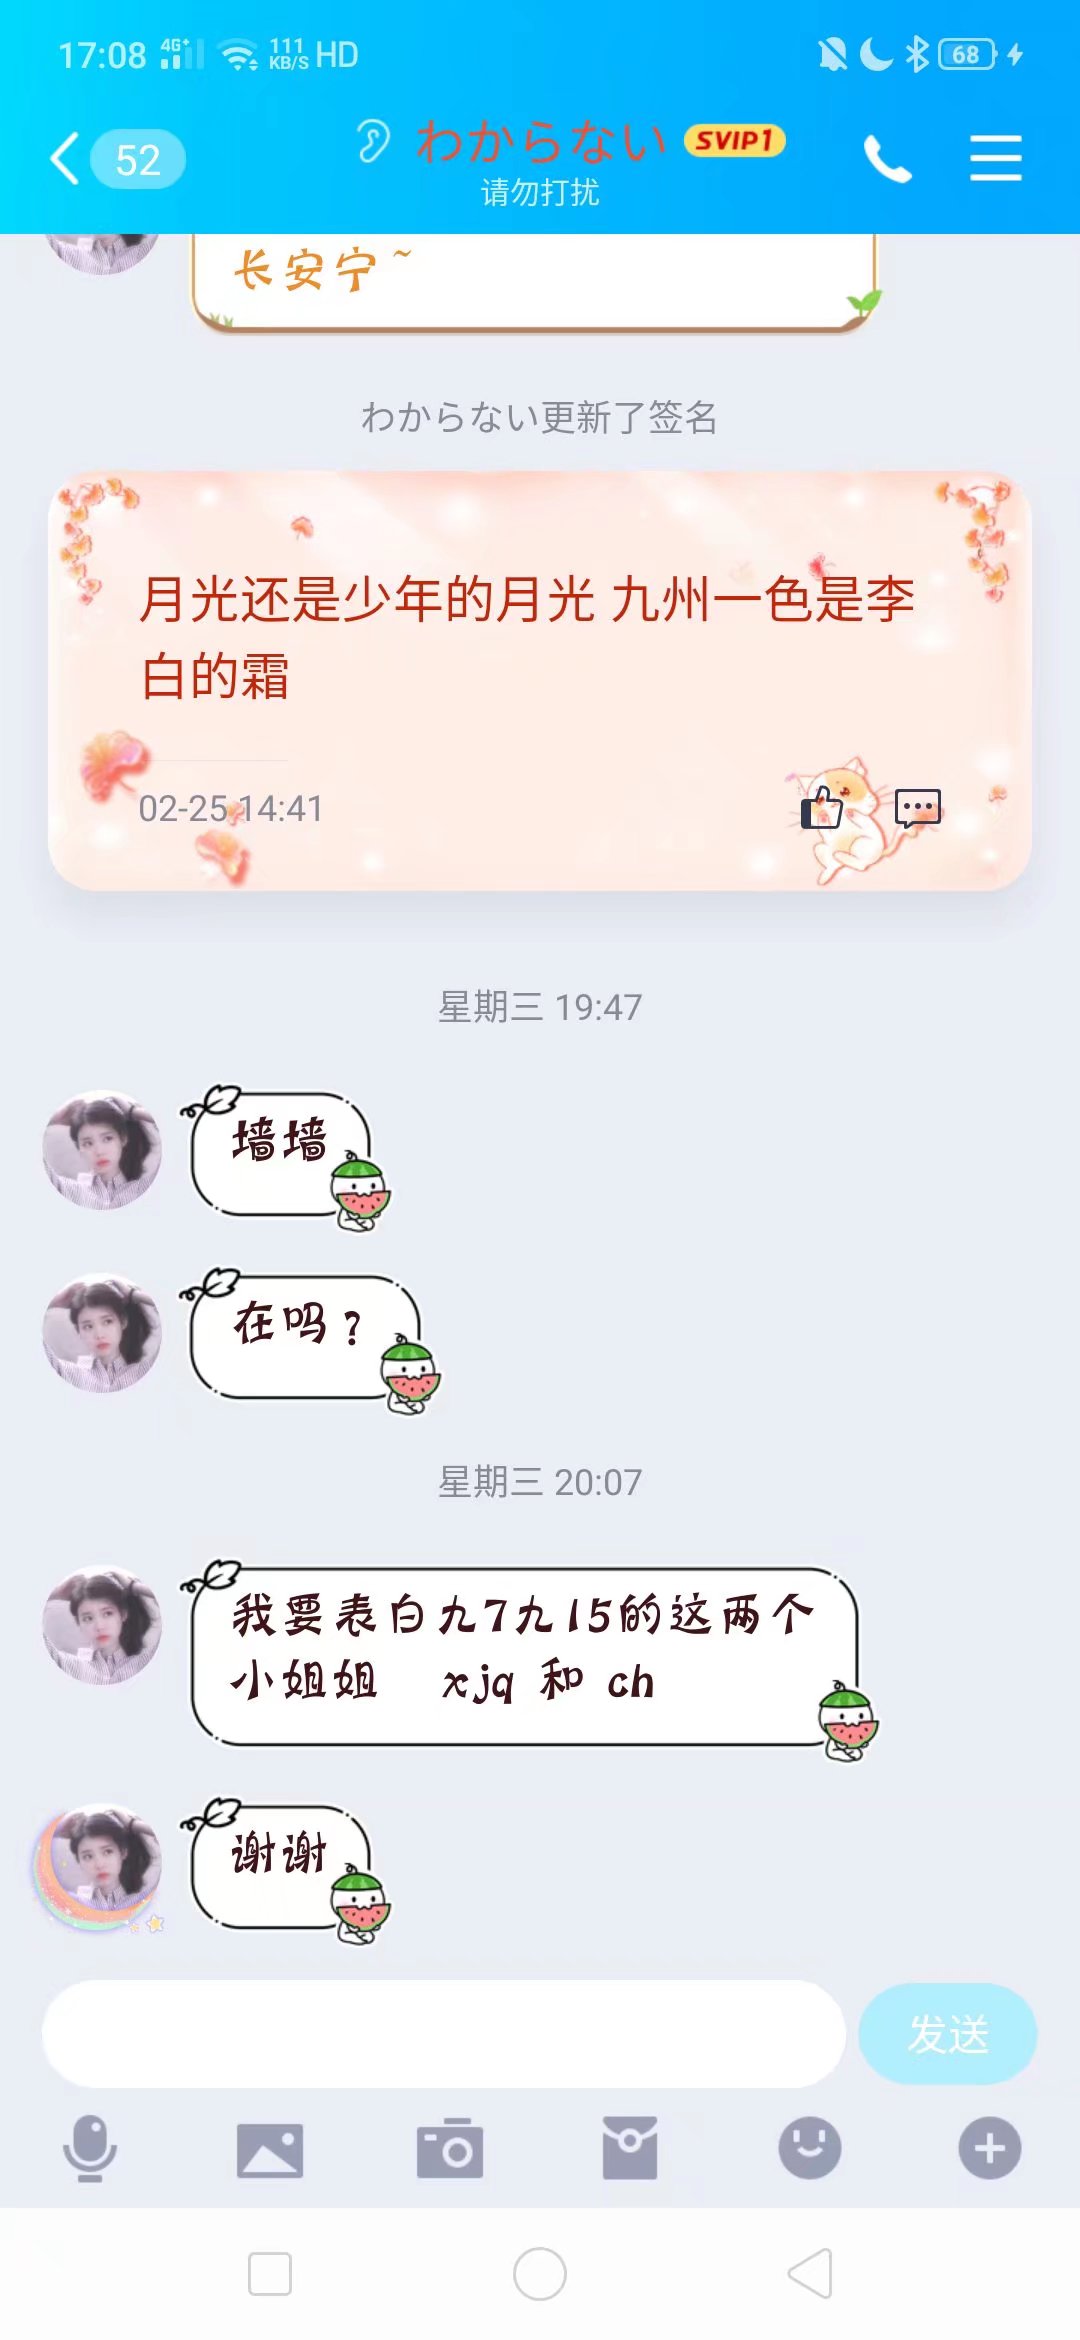 17:08 4G+ 111 KB/S HD 68
52 わからない SVIP1
请勿打扰
长安宁~
わからない更新了签名
月光还是少年的月光 九州一色是李
白的霜
02-25 14:41
星期三 19:47
墙墙
在吗？
星期三 20:07
我要表白九7九15的这两个
小姐姐 xjq 和 ch
谢谢
发送